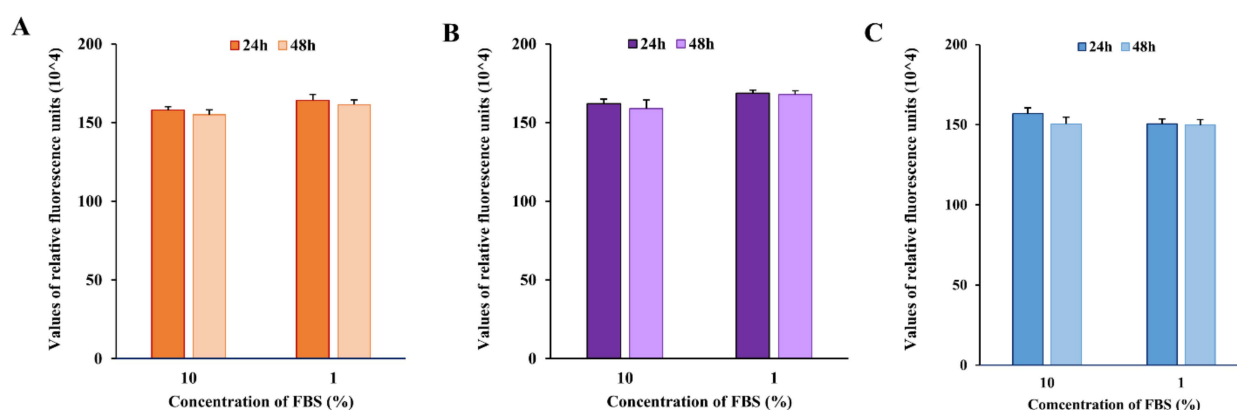 A
Values of relative fluorescence units (10^4)
24h 48h
200
150
100
50
0
10 1
Concentration of FBS (%)
B
Values of relative fluorescence units (10^4)
24h 48h
200
150
100
50
0
10 1
Concentration of FBS (%)
C
Values of relative fluorescence units (10^4)
24h 48h
200
150
100
50
0
10 1
Comcentration of FBS (%)